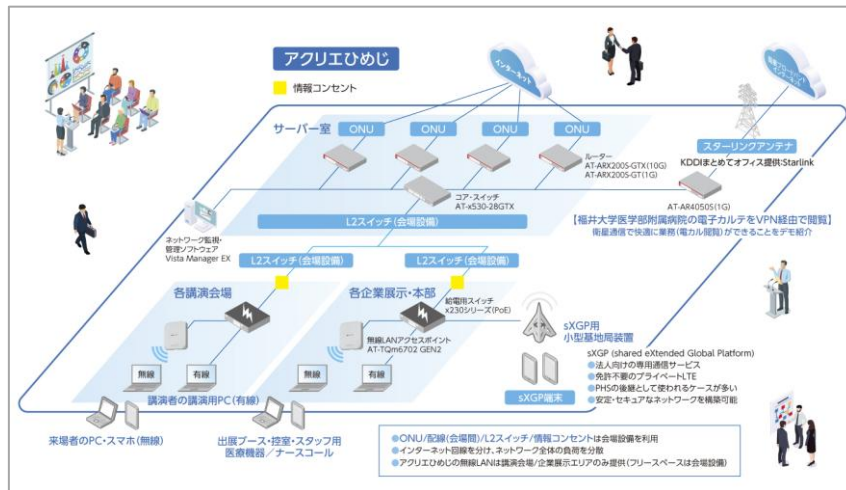 アクリエひめじ
情報コンセント
インターネット
サーバー室
ONU
ONU
ONU
ONU
ルーター
AT-ARX200S-GTX(10G)
AT-ARX200S-GT(1G)
スターリンクアンテナ
KDDIまとめてオフィス提供:Starlink
コア・スイッチ
AT-x530-28GTX
AT-AR4050S(1G)
L2スイッチ(会場設備)
ネットワーク監視・
管理ソフトウェア
Vista Manager EX
【福井大学医学部附属病院の電子カルテをVPN経由で閲覧】
衛星通信で快適に業務(電カル閲覧)ができることをデモ紹介
L2スイッチ(会場設備)
L2スイッチ(会場設備)
各講演会場
各企業展示・本部
給電用スイッチ
x230シリーズ(PoE)
sXGP用
小型基地局装置
無線LANアクセスポイント
AT-TQm6702 GEN2
無線
有線
無線
有線
講演者の講演用PC(有線)
sXGP端末
sXGP (shared eXtended Global Platform)
●法人向けの専用通信サービス
●免許不要のプライベートLTE
●PHSの後継として使われるケースが多い
●安定・セキュアなネットワークを構築可能
来場者のPC・スマホ(無線)
出展ブース・控室・スタッフ用
医療機器／ナースコール
●ONU/配線(会場間)/L2スイッチ/情報コンセントは会場設備を利用
●インターネット回線を分け、ネットワーク全体の負荷を分散
●アクリエひめじの無線LANは講演会場/企業展示エリアのみ提供(フリースペースは会場設備)